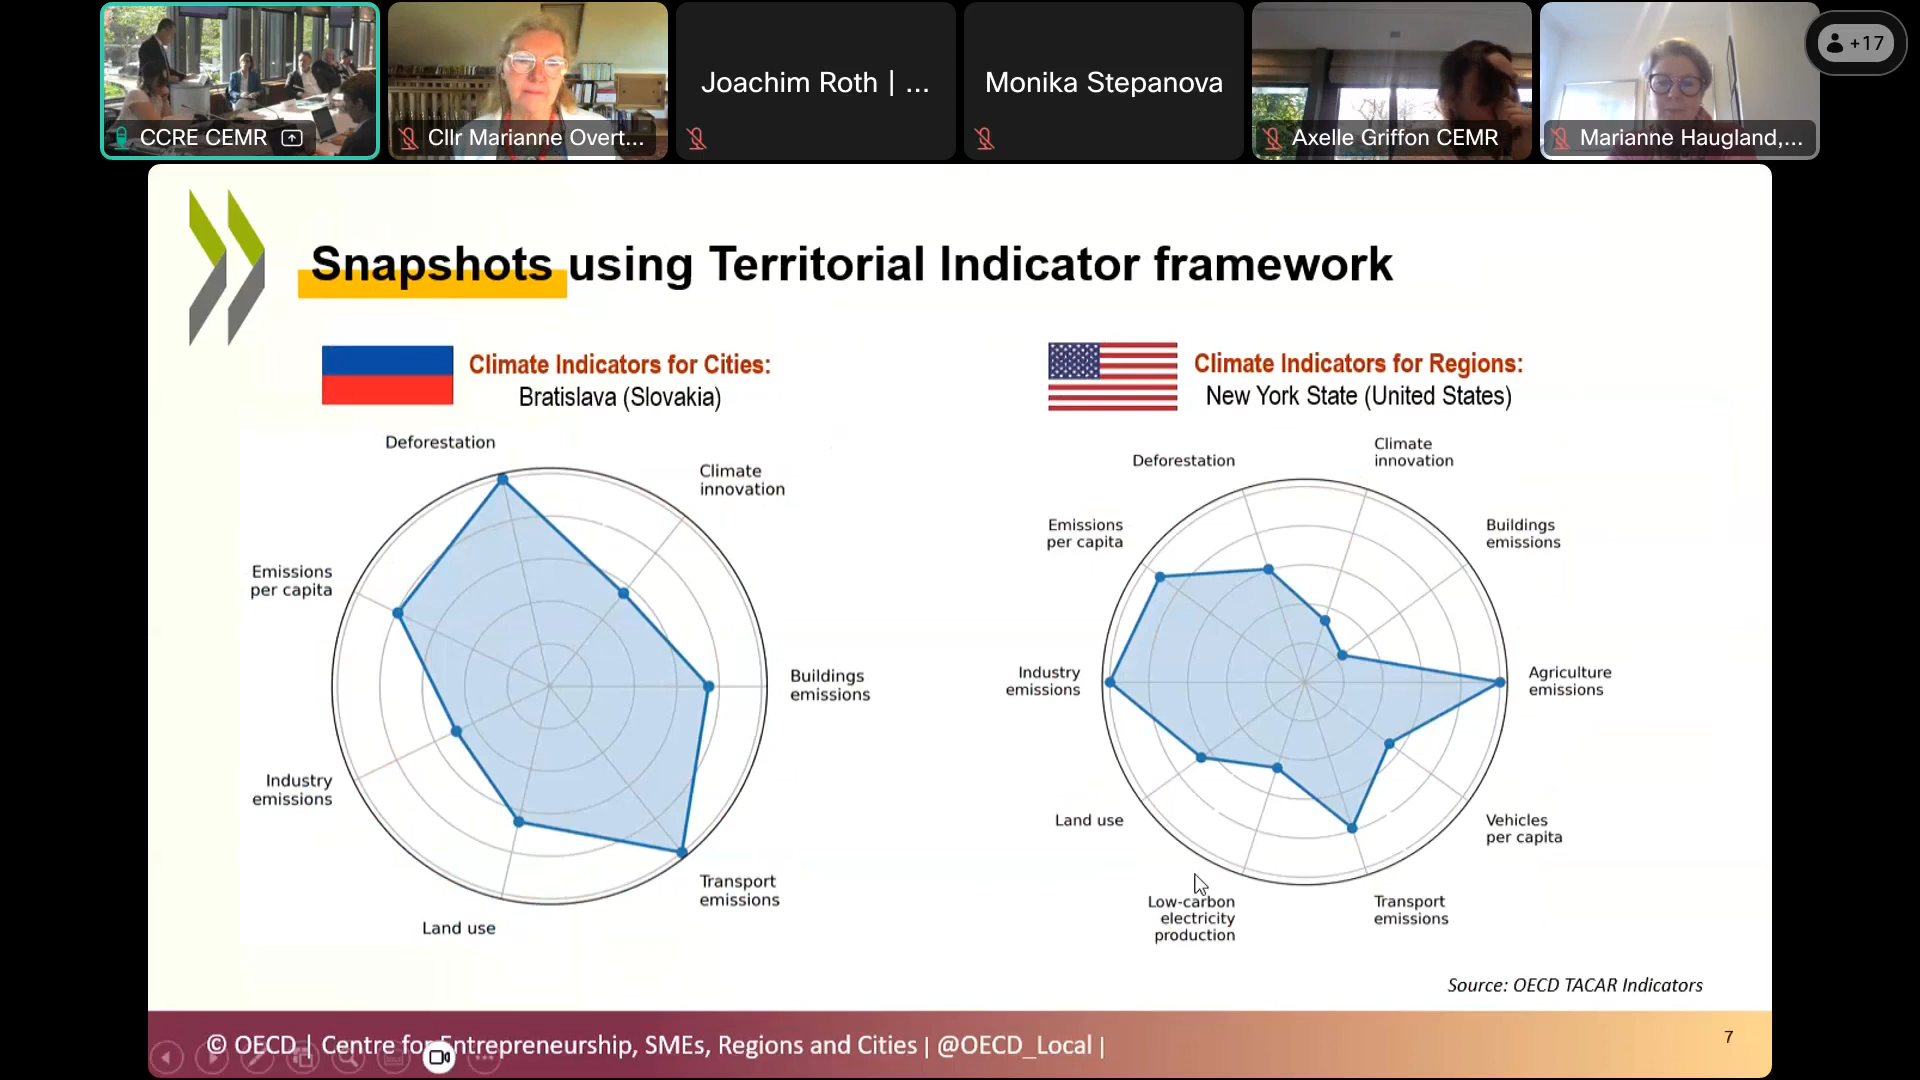 CCRE CEMR
Cllr Marianne Overt...
Joachim Roth | ...
Monika Stepanova
Axelle Griffon CEMR
Marianne Haugland,...
+17
Snapshots using Territorial Indicator framework
Climate Indicators for Cities:
Bratislava (Slovakia)
Deforestation
Climate
innovation
Emissions
per capita
Buildings
emissions
Industry
emissions
Transport
emissions
Land use
Climate Indicators for Regions:
New York State (United States)
Climate
innovation
Deforestation
Emissions
per capita
Buildings
emissions
Industry
emissions
Agriculture
emissions
Land use
Vehicles
per capita
Low-carbon
electricity
production
Transport
emissions
Source: OECD TACAR Indicators
© OECD | Centre for Entrepreneurship, SMEs, Regions and Cities | @OECD_Local |
7